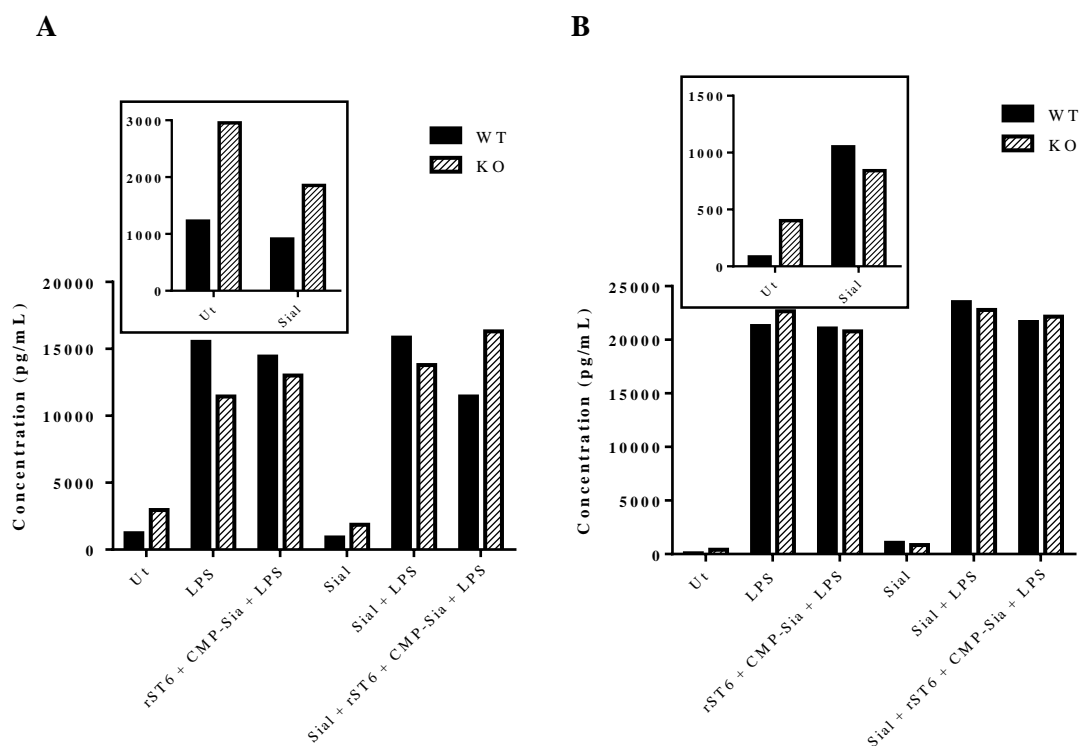 A
B
3000
2000
1000
0
Ut
Sial
WT
KO
1500
1000
500
0
Ut
Sial
WT
KO
Concentration (pg/mL)
20000
15000
10000
5000
0
Ut
LPS
rST6 + CMP-Sia + LPS
Sial
Sial + LPS
Sial + rST6 + CMP-Sia + LPS
Concentration (pg/mL)
25000
20000
15000
10000
5000
0
Ut
LPS
rST6 + CMP-Sia + LPS
Sial
Sial + LPS
Sial + rST6 + CMP-Sia + LPS